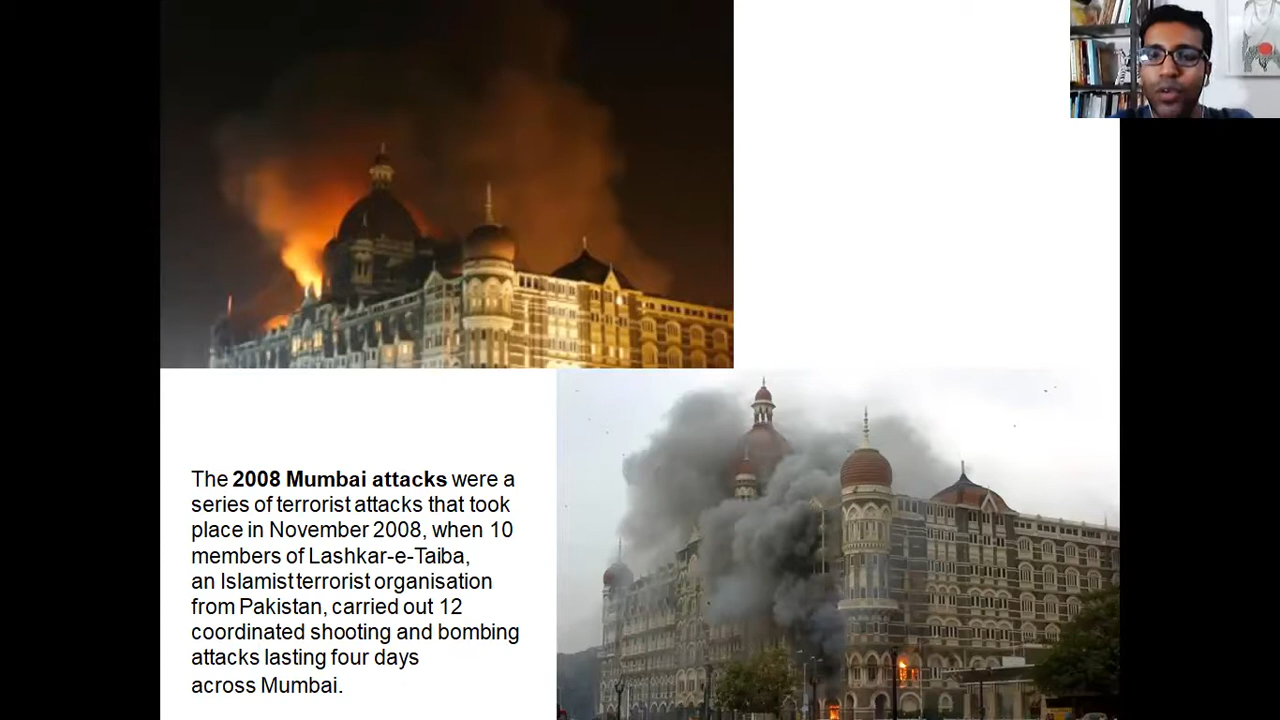 The 2008 Mumbai attacks were a
series of terrorist attacks that took
place in November 2008, when 10
members of Lashkar-e-Taiba,
an Islamist terrorist organisation
from Pakistan, carried out 12
coordinated shooting and bombing
attacks lasting four days
across Mumbai.